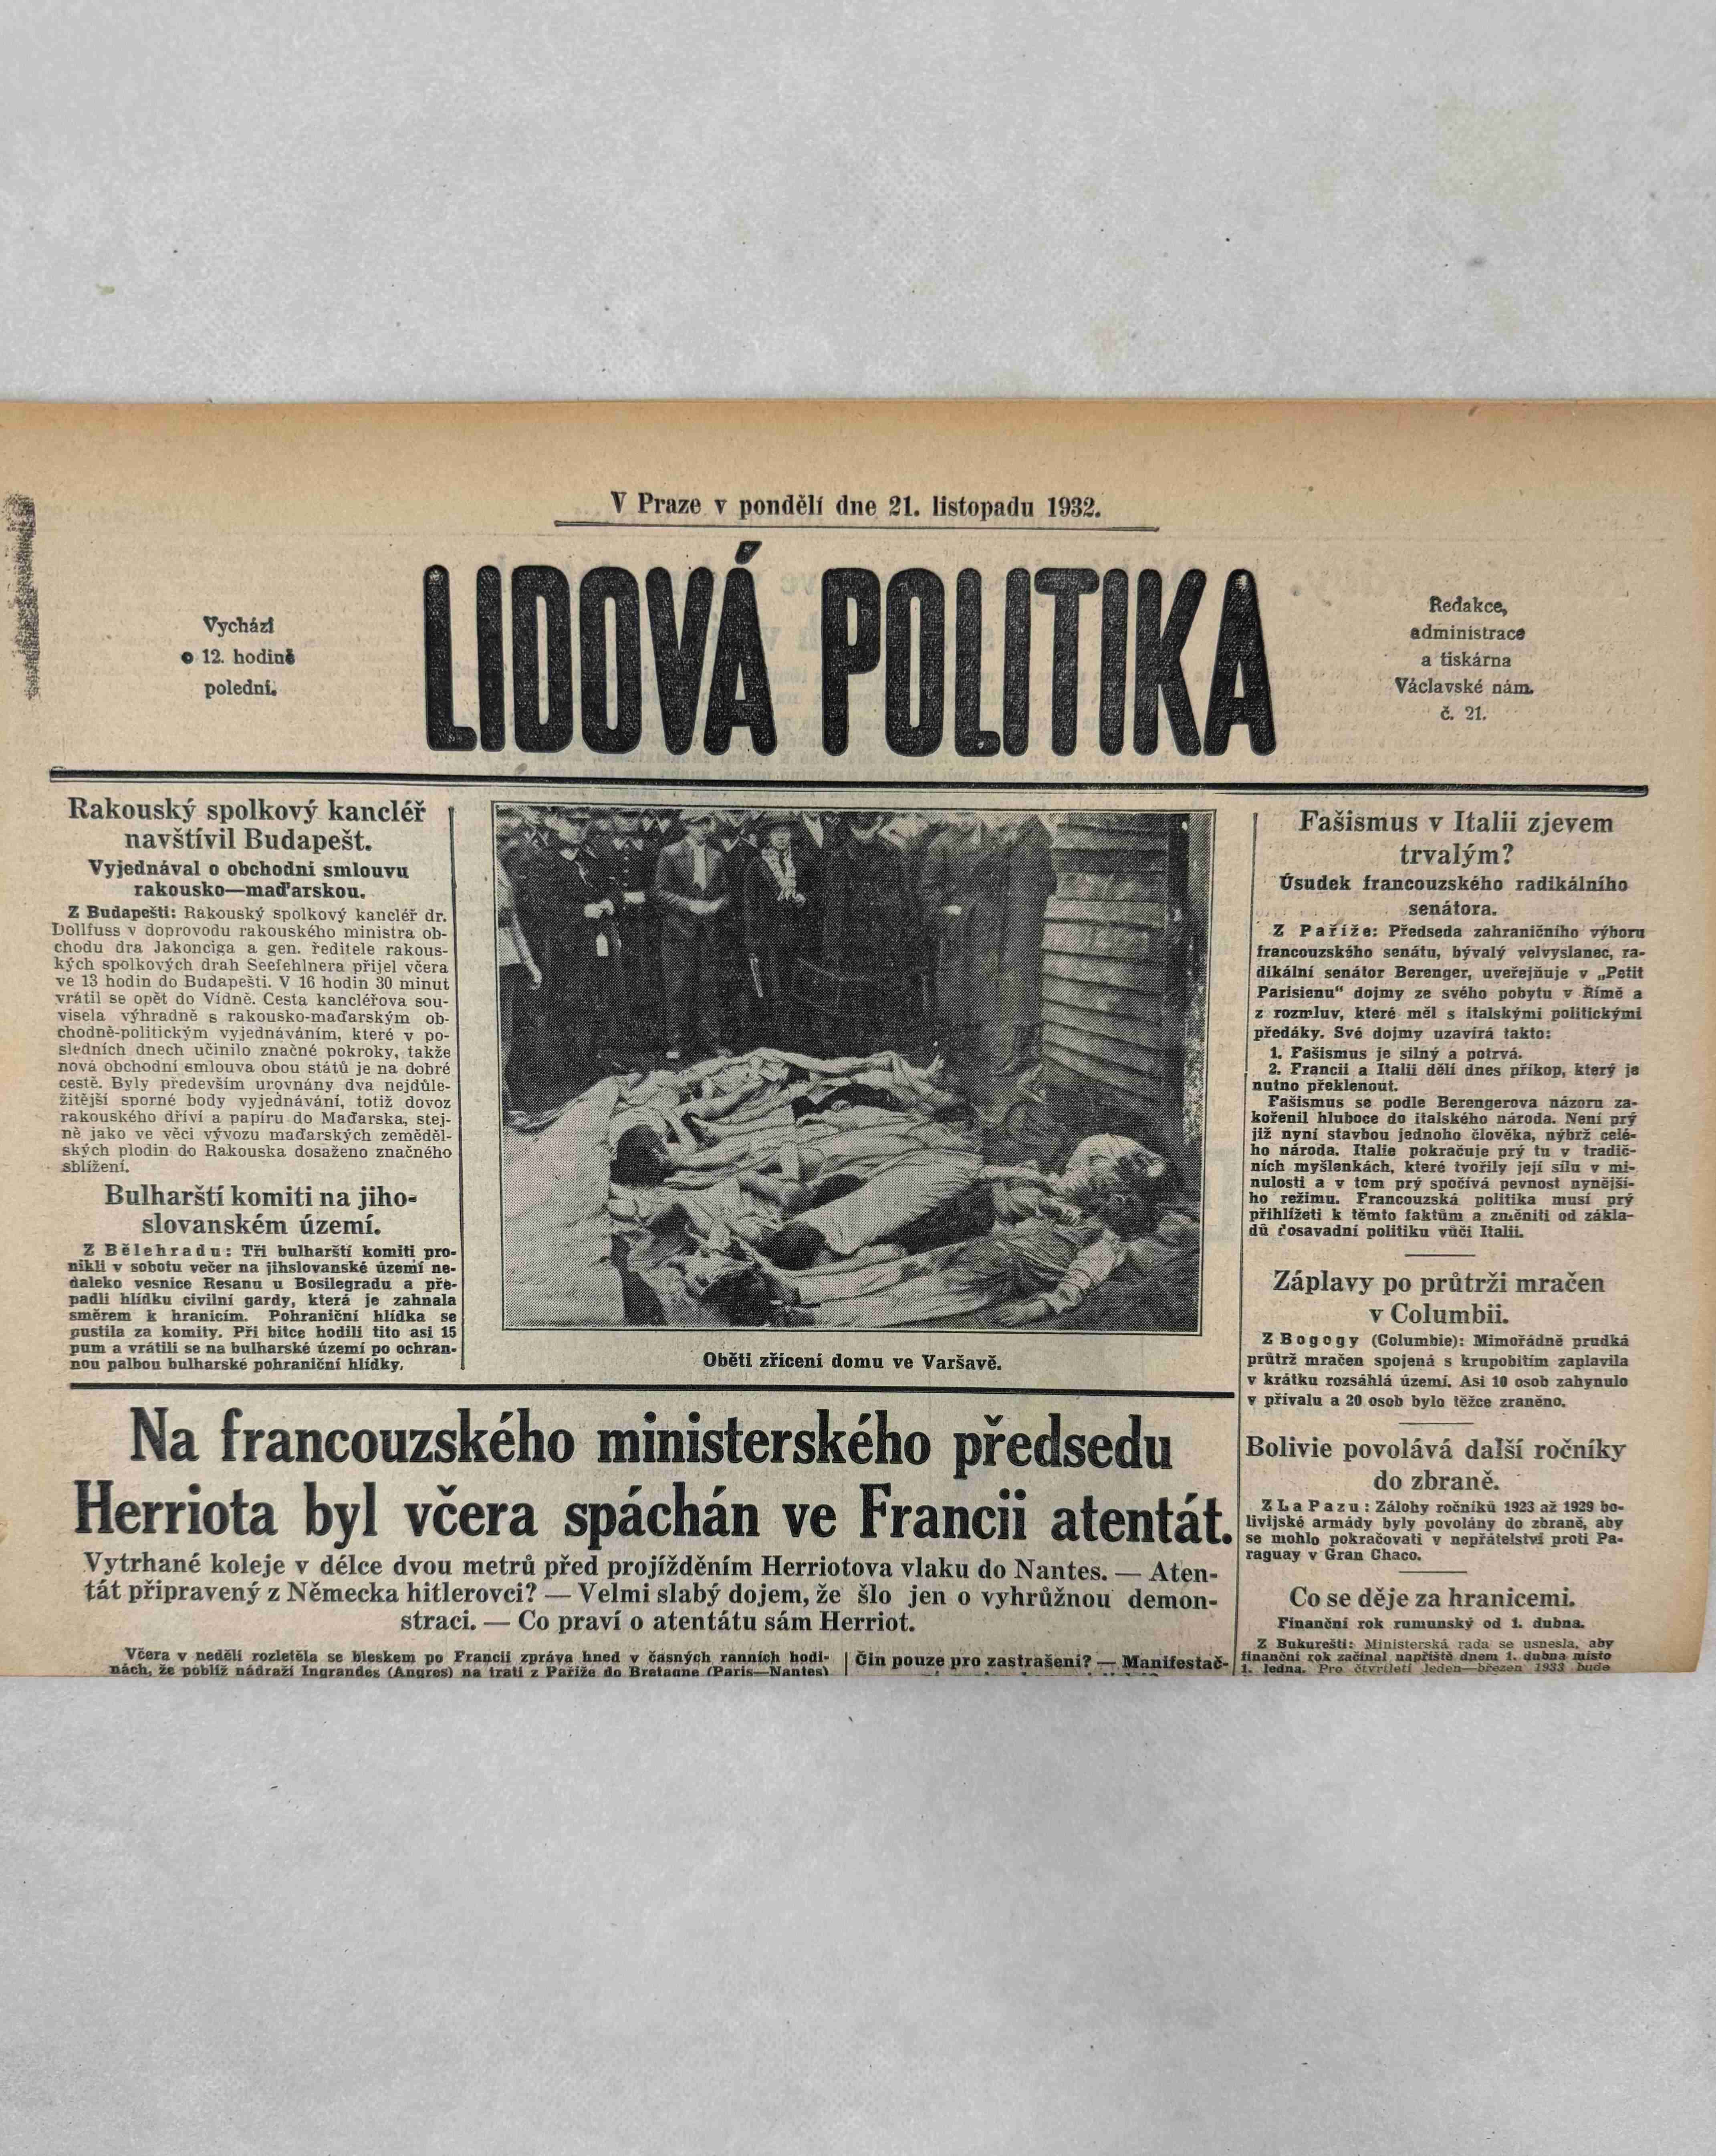 V Praze v pondělí dne 21. listopadu 1932.
Vychází
o 12. hodině
polední.
LIDOVÁ POLITIKA
Redakce,
administrace
a tiskárna
Václavské nám.
č. 21.
Rakouský spolkový kancléř
navštívil Budapešt.
Vyjednával o obchodní smlouvu
rakousko—maďarskou.
Z Budapešti: Rakouský spolkový kancléř dr.
Dollfuss v doprovodu rakouského ministra ob-
chodu dra Jakonciga a gen. ředitele rakous-
kých spolkových drah Seefehlnera přijel včera
ve 13 hodin do Budapešti. V 16 hodin 30 minut
vrátil se opět do Vídně. Cesta kancléřova sou-
visela výhradně s rakousko-maďarským ob-
chodně-politickým vyjednáváním, které v po-
sledních dnech učinilo značné pokroky, takže
nová obchodní smlouva obou států je na dobré
cestě. Byly především urovnány dva nejdůle-
žitější sporné body vyjednávání, totiž dovoz
rakouského dříví a papíru do Maďarska, stej-
ně jako ve věci vývozu maďarských zeměděl-
ských plodin do Rakouska dosaženo značného
sblížení.
Bulharští komiti na jiho-
slovanském území.
Z Bělehradu: Tři bulharští komiti pro-
nikli v sobotu večer na jihslovanské území ne-
daleko vesnice Resanu u Bosilegradu a pře-
padli hlídku civilní gardy, která je zahnala
směrem k hranicím. Pohraniční hlídka se
pustila za komity. Při bitce hodili tito asi 15
pum a vrátili se na bulharské území po ochran-
nou palbou bulharské pohraniční hlídky.
Oběti zřícení domu ve Varšavě.
Fašismus v Italii zjevem
trvalým?
Úsudek francouzského radikálního
senátora.
Z Paříže: Předseda zahraničního výboru
francouzského senátu, bývalý velvyslanec, ra-
dikální senátor Berenger, uveřejňuje v „Petit
Parisienu“ dojmy ze svého pobytu v Římě a
z rozmluv, které měl s italskými politickými
předáky. Své dojmy uzavírá takto:
1. Fašismus je silný a potrvá.
2. Francii a Italii dělí dnes příkop, který je
nutno překlenout.
Fašismus se podle Berengerova názoru za-
kořenil hluboce do italského národa. Není prý
již nyní stavbou jednoho člověka, nýbrž celé-
ho národa. Italie pokračuje prý tu v tradič-
ních myšlenkách, které tvořily její sílu v mi-
nulosti a v tom prý spočívá pevnost nynější-
ho režimu. Francouzská politika musí prý
přihlížeti k těmto faktům a změniti od zákla-
dů dosavadní politiku vůči Italii.
Záplavy po průtrži mračen
v Columbii.
Z Bogogy (Columbie): Mimořádně prudká
průtrž mračen spojená s krupobitím zaplavila
v krátku rozsáhlá území. Asi 10 osob zahynulo
v přívalu a 20 osob bylo těžce zraněno.
Bolivie povolává další ročníky
do zbraně.
Z La Pazu: Zálohy ročníků 1923 až 1929 bo-
livijské armády byly povolány do zbraně, aby
se mohlo pokračovati v nepřátelství proti Pa-
raguay v Gran Chaco.
Co se děje za hranicemi.
Finanční rok rumunský od 1. dubna.
Z Bukurešti: Ministerská rada se usnesla, aby
finanční rok začínal napříště dnem 1. dubna místo
1. ledna. Pro čtvrtletí leden—březen 1933 bude
Na francouzského ministerského předsedu
Herriota byl včera spáchán ve Francii atentát.
Vytrhané koleje v délce dvou metrů před projížděním Herriotova vlaku do Nantes. — Aten-
tát připravený z Německa hitlerovci? — Velmi slabý dojem, že šlo jen o vyhrůžnou demon-
straci. — Co praví o atentátu sám Herriot.
Včera v neděli rozletěla se bleskem po Francii zpráva hned v časných ranních hodi-
nách, že poblíž nádraží Ingrandes (Angres) na trati z Paříže do Bretagne (Paris—Nantes)
Čin pouze pro zastrašení? — Manifestač-